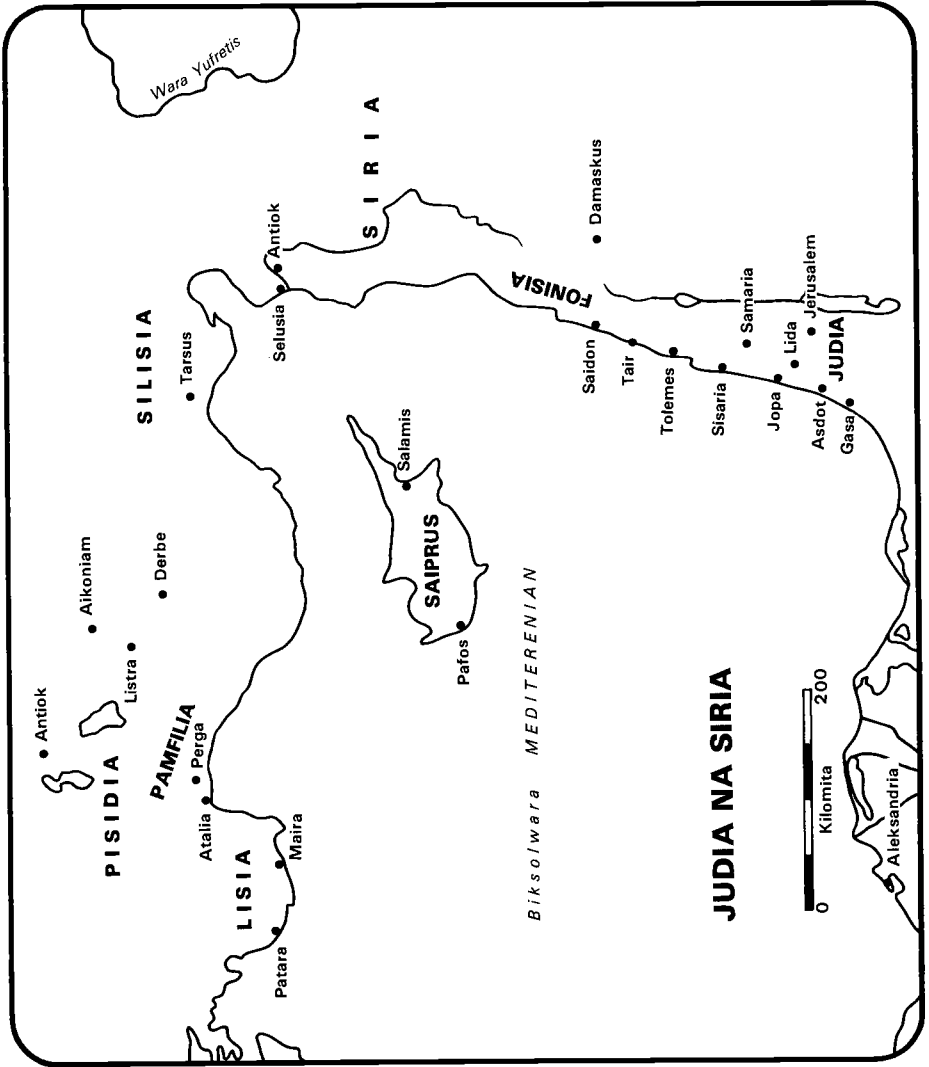 Wara Yufretis
SIRIA
SILISIA
Tarsus
Antiok
Selusia
Aikoniam
Derbe
Listra
Antiok
PISIDIA
PAMFILIA
Perga
Atalia
LISIA
Maira
Patara
SAIPRUS
Salamis
Pafos
Biksolwara MEDITERENIAN
FONISIA
Damaskus
Saidon
Tair
Tolemes
Sisaria
Samaria
Jopa
Lida
Jerusalem
JUDIA
Asdot
Gasa
Aleksandria
JUDIA NA SIRIA
0 200
Kilomita